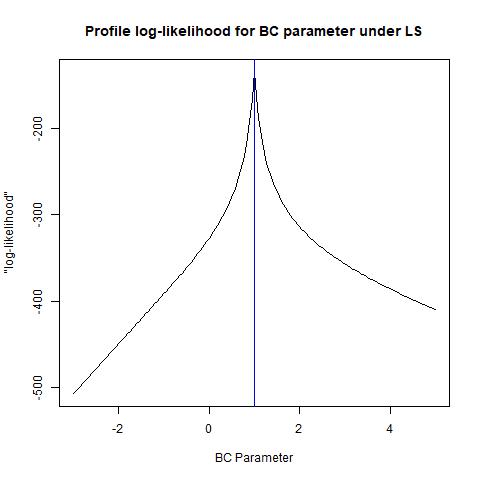 Profile log-likelihood for BC parameter under LS
"log-likelihood"
-200
-300
-400
-500
-2 0 2 4
BC Parameter